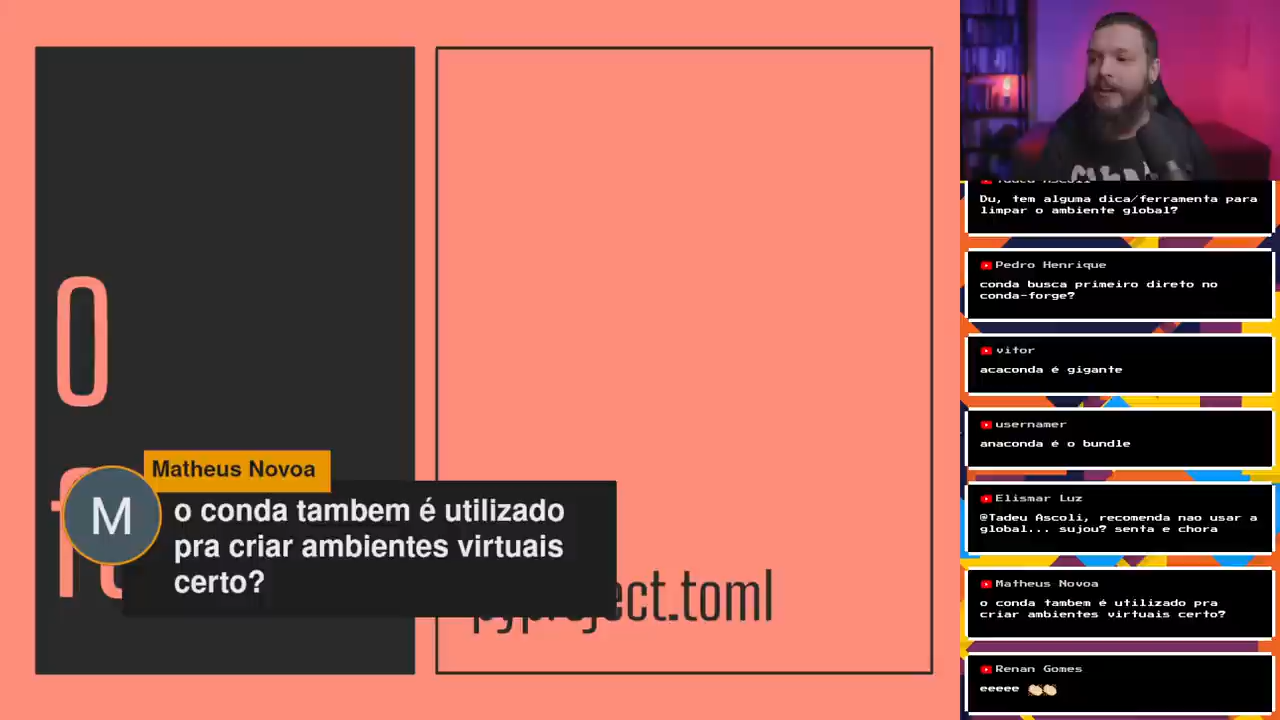 O
f
Matheus Novoa
M
o conda tambem é utilizado
pra criar ambientes virtuais
certo?
pyproject.toml
Tadeu Ascoli
Du, tem alguma dica/ferramenta para
limpar o ambiente global?
Pedro Henrique
conda busca primeiro direto no
conda-forge?
vitor
acaconda é gigante
usernamer
anaconda é o bundle
Elismar Luz
@Tadeu Ascoli, recomenda nao usar a
global... sujou? senta e chora
Matheus Novoa
o conda tambem é utilizado pra
criar ambientes virtuais certo?
Renan Gomes
eeeee 👏🏻👏🏻